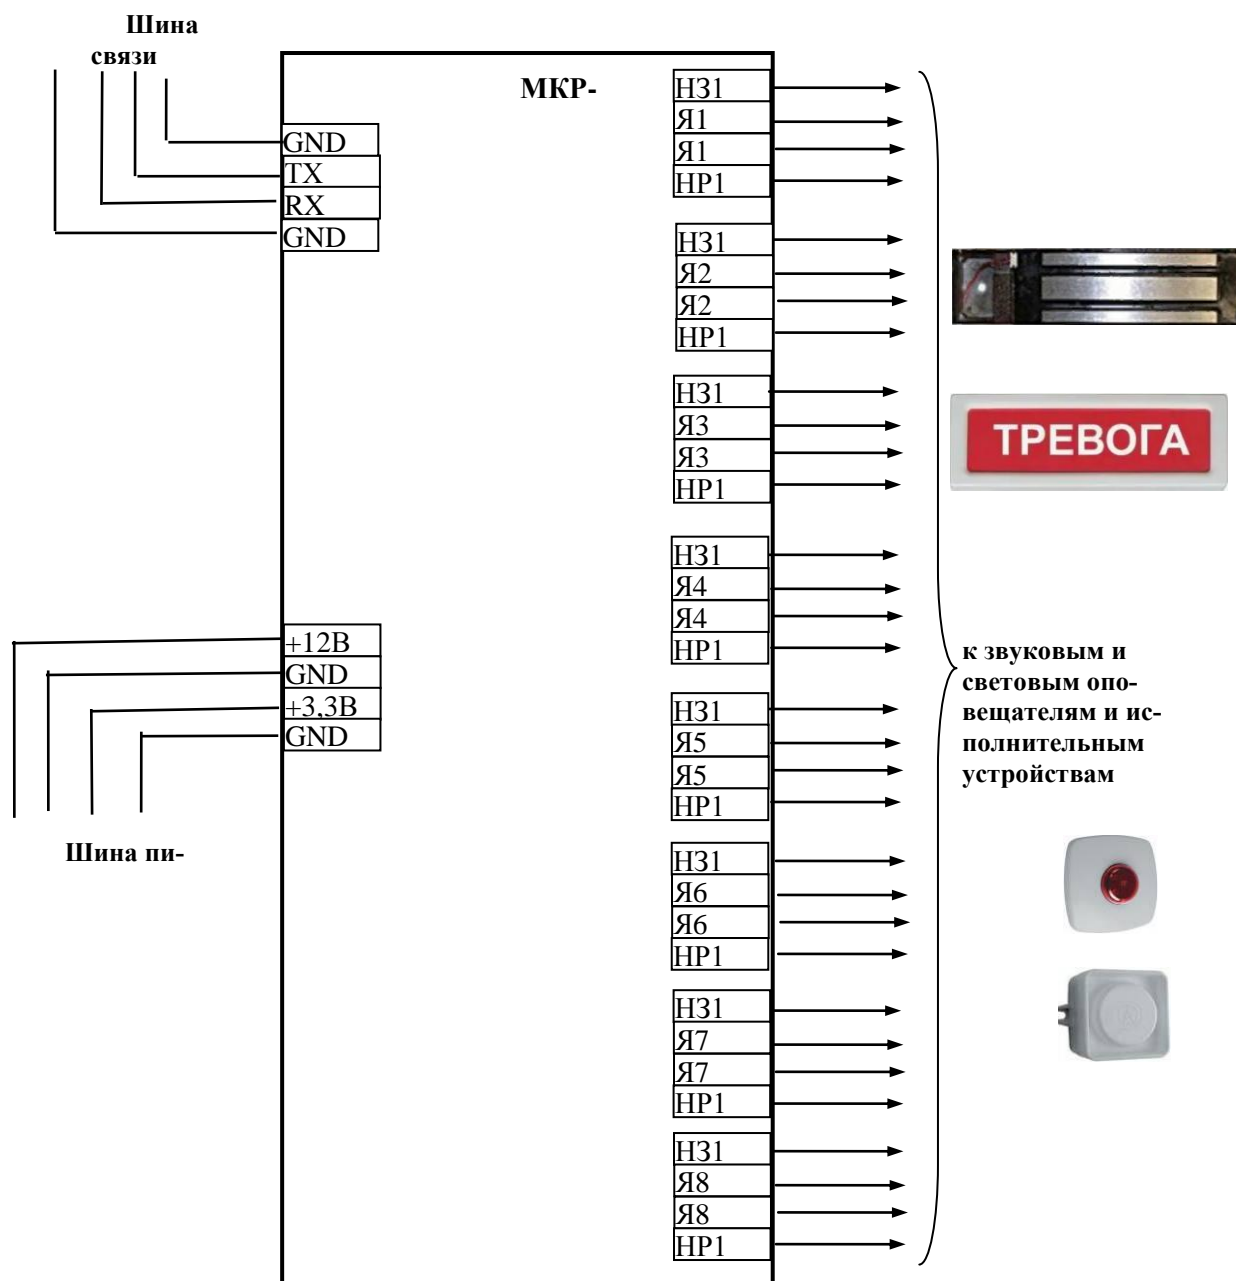 Шина
связи
МКР-
GND
TX
RX
GND
+12В
GND
+3,3В
GND
Шина пи-
НЗ1
Я1
Я1
НР1
НЗ1
Я2
Я2
НР1
НЗ1
Я3
Я3
НР1
НЗ1
Я4
Я4
НР1
НЗ1
Я5
Я5
НР1
НЗ1
Я6
Я6
НР1
НЗ1
Я7
Я7
НР1
НЗ1
Я8
Я8
НР1
ТРЕВОГА
к звуковым и
световым опо-
вещателям и ис-
полнительным
устройствам